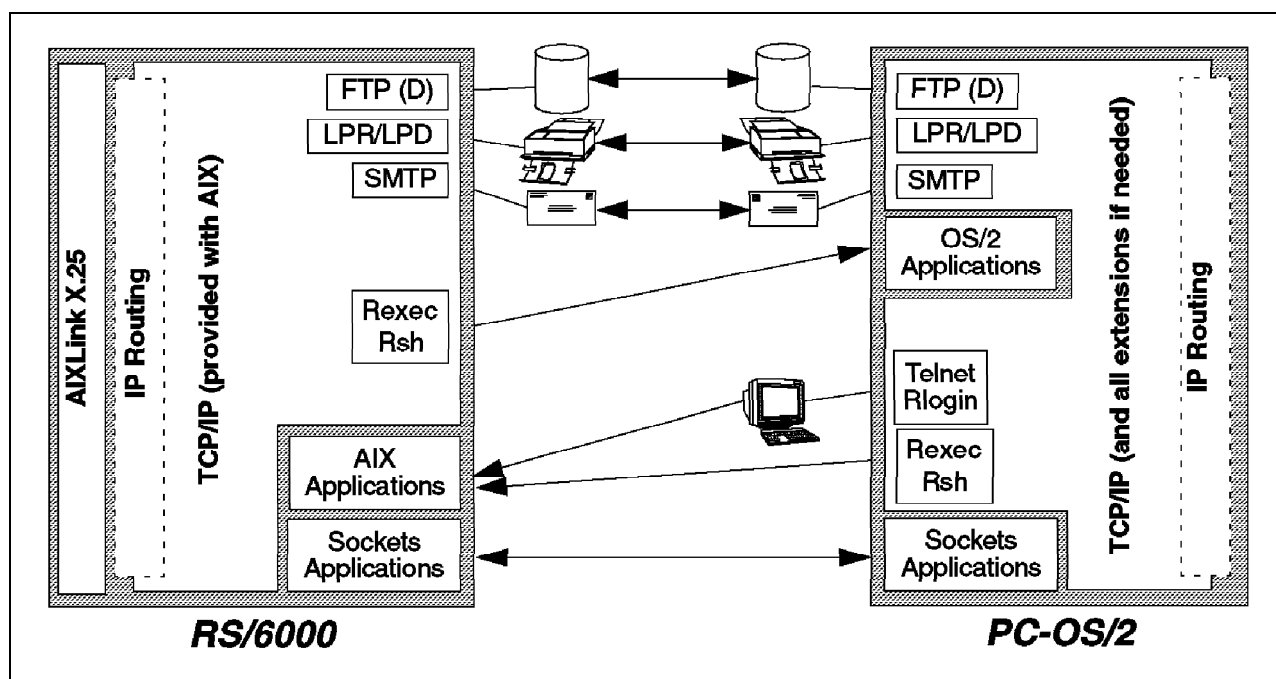 AIXLink X.25
IP Routing
TCP/IP (provided with AIX)
FTP (D)
LPR/LPD
SMTP
Rexec
Rsh
AIX
Applications
Sockets
Applications
RS/6000
FTP (D)
LPR/LPD
SMTP
OS/2
Applications
Telnet
Rlogin
Rexec
Rsh
Sockets
Applications
TCP/IP (and all extensions if needed)
IP Routing
PC-OS/2